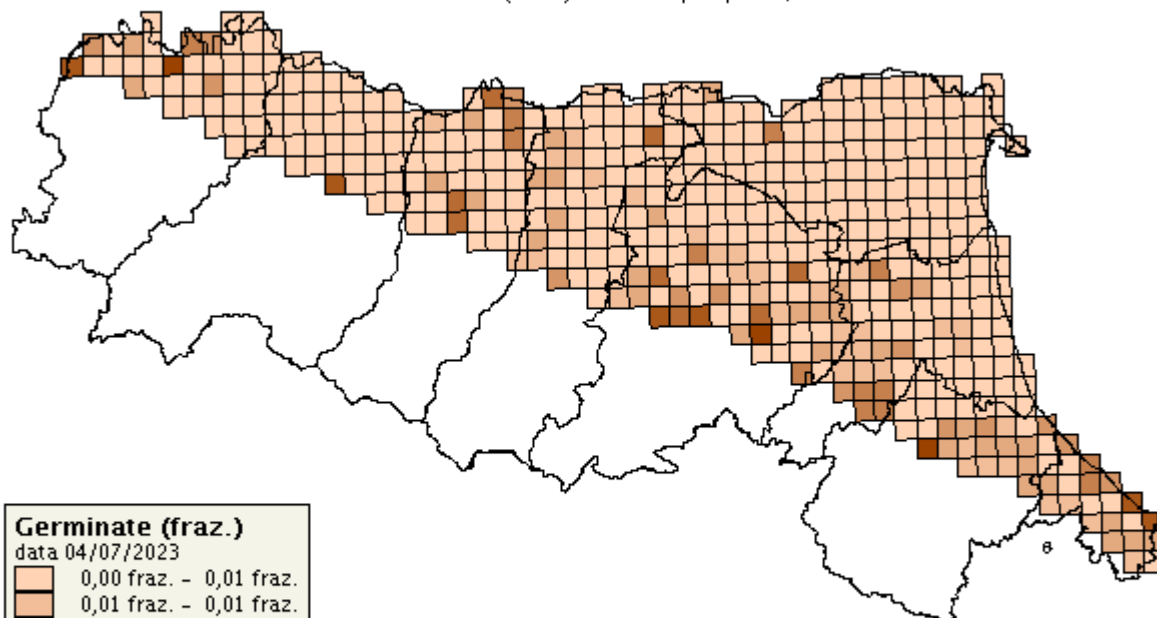 Germinate (fraz.)
data 04/07/2023
0,00 fraz. - 0,01 fraz.
0,01 fraz. - 0,01 fraz.